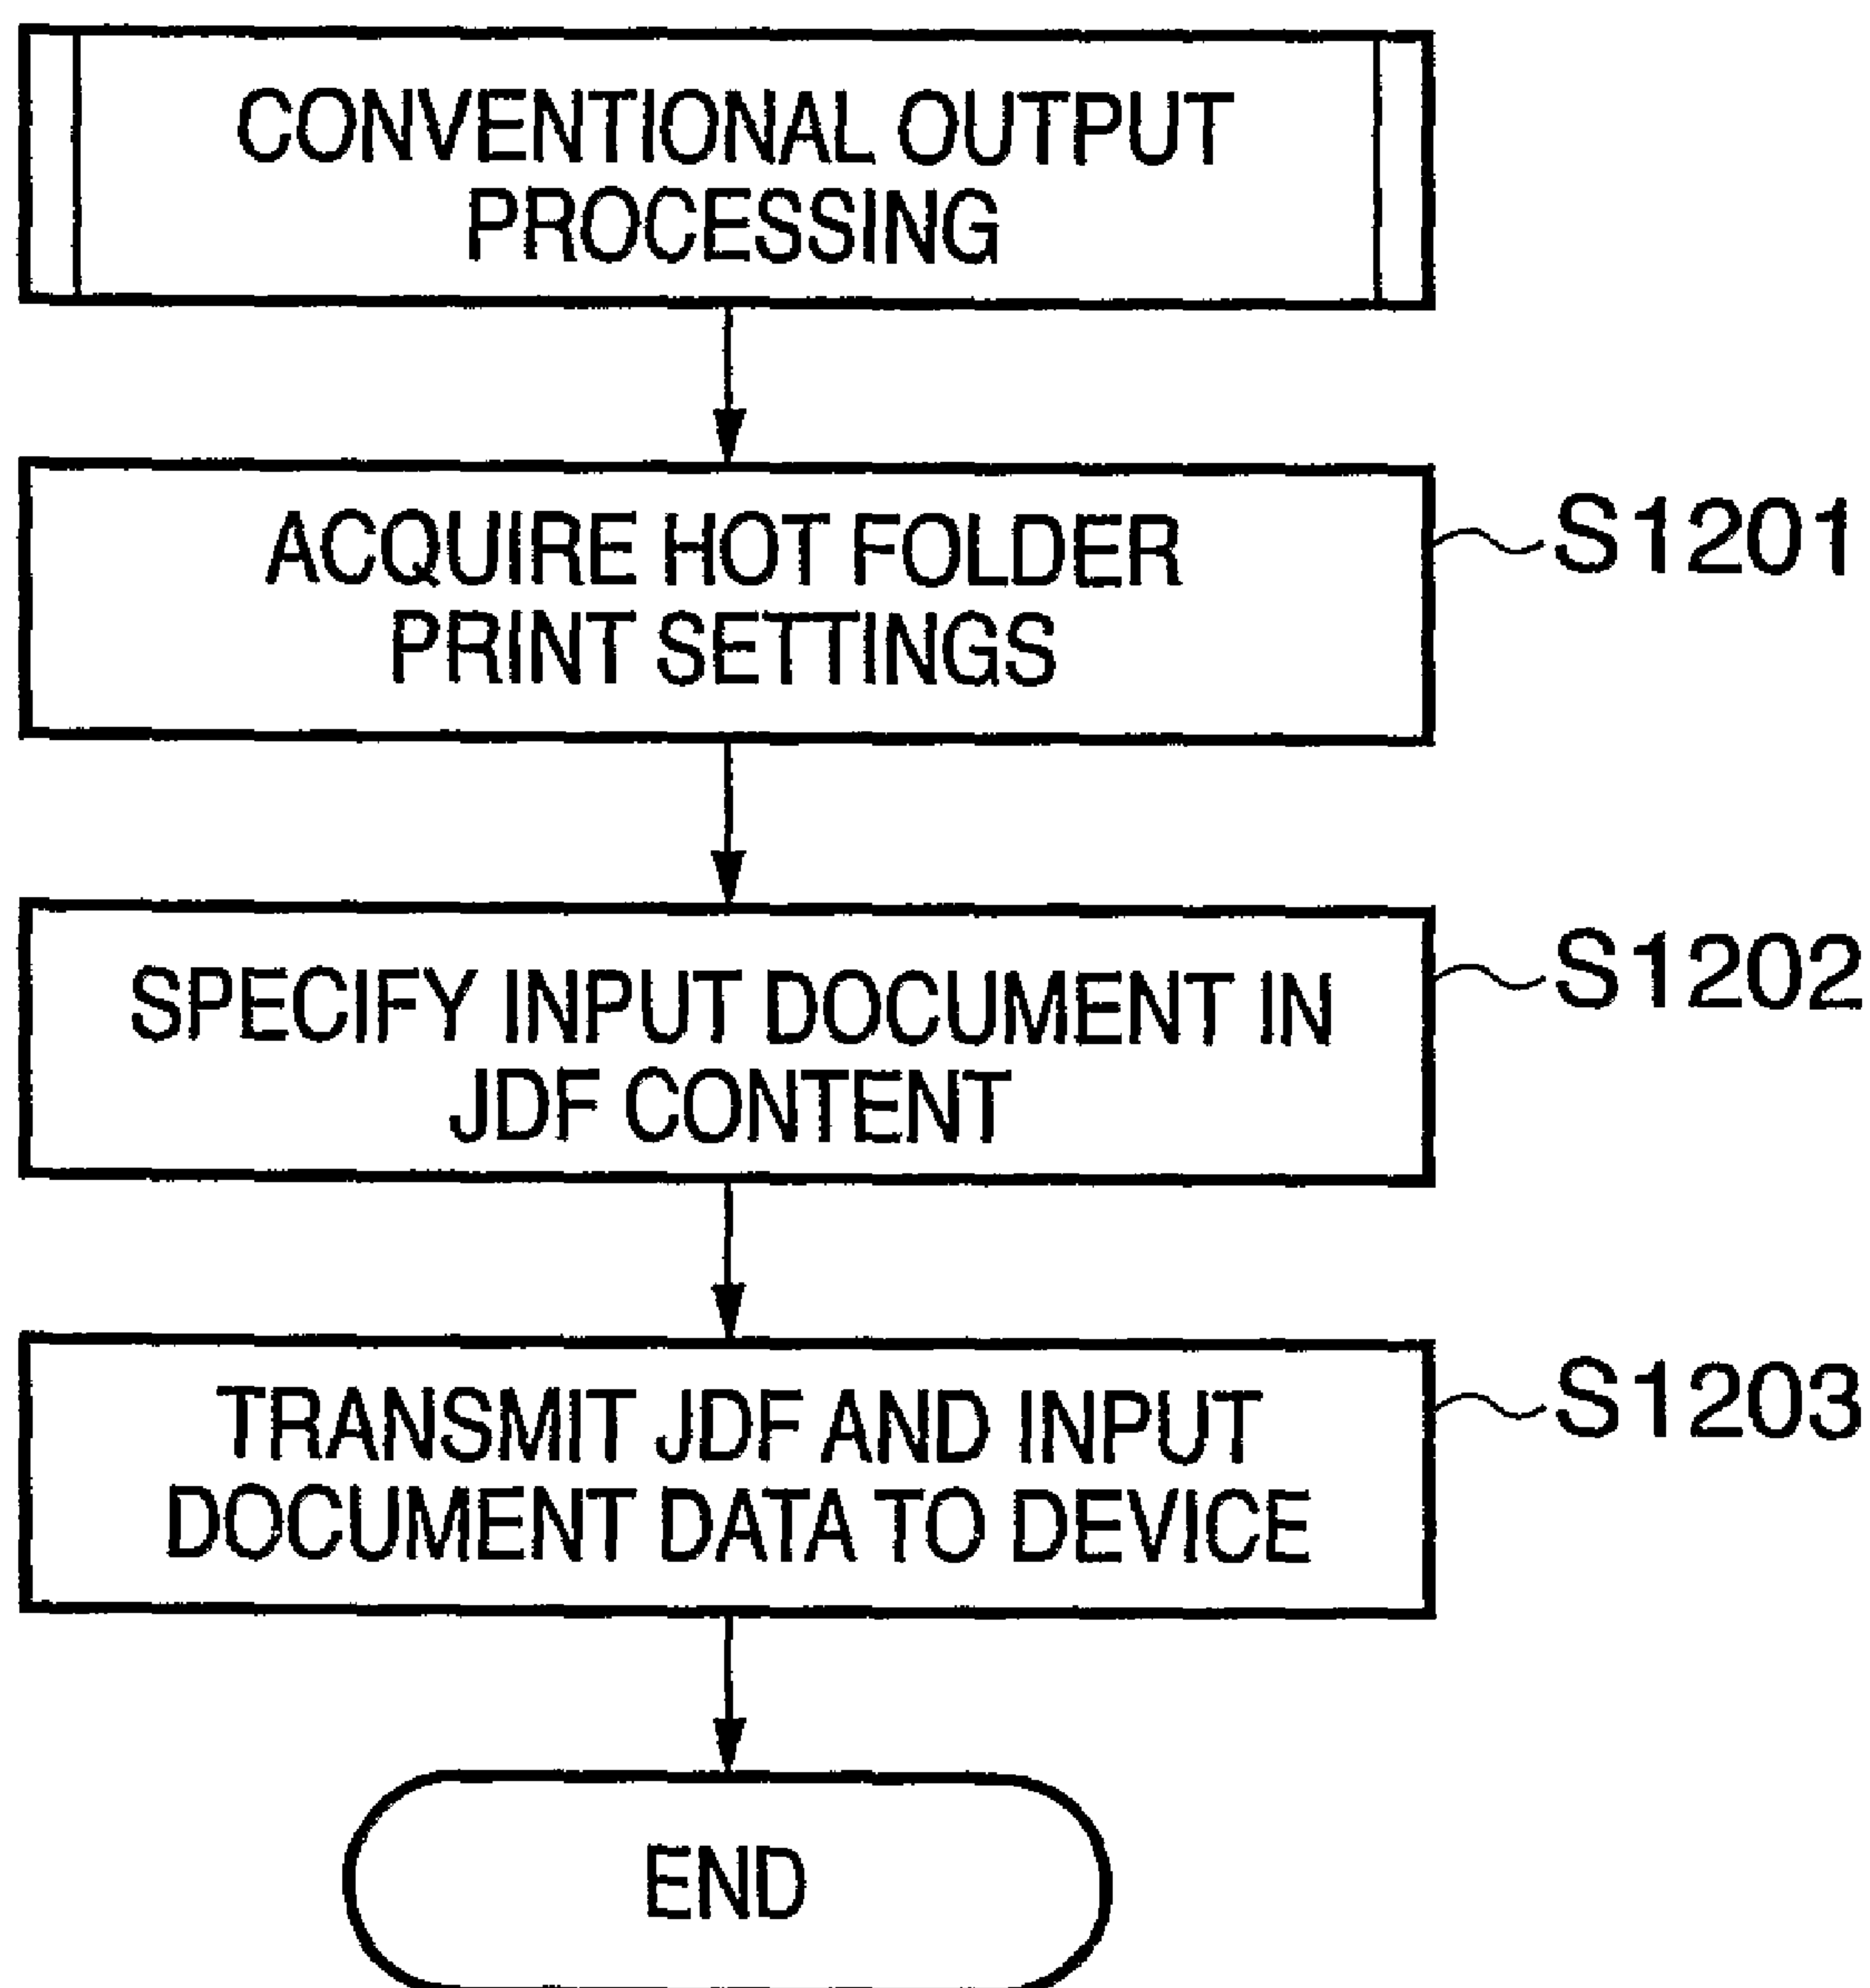 CONVENTIONAL OUTPUT
PROCESSING
ACQUIRE HOT FOLDER
PRINT SETTINGS
S1201
SPECIFY INPUT DOCUMENT IN
JDF CONTENT
S1202
TRANSMIT JDF AND INPUT
DOCUMENT DATA TO DEVICE
S1203
END